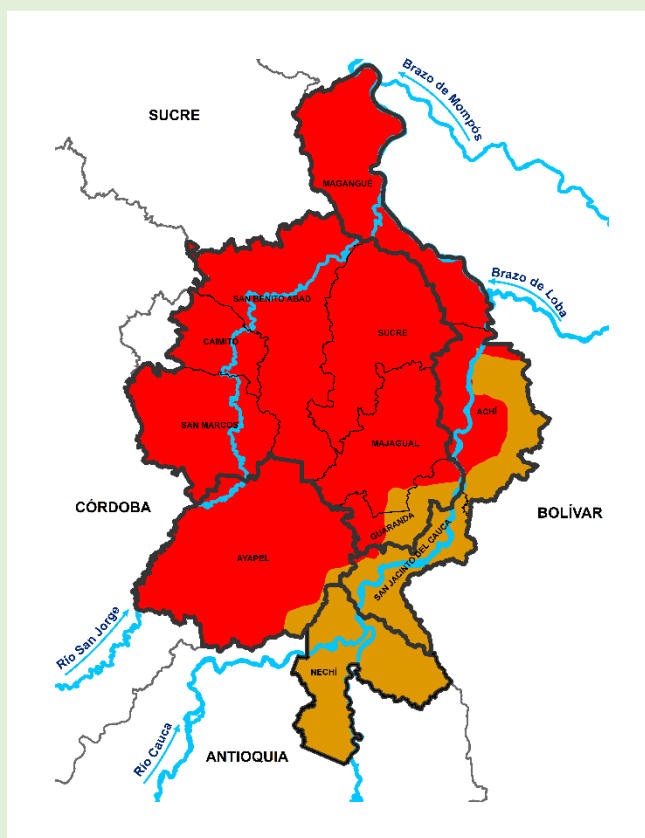 Brazo de Mompós
SUCRE
MAGANGUÉ
Brazo de Loba
SAN BENITO ABAD
SUCRE
CAIMITO
ACHÍ
SAN MARCOS
MAJAGUAL
CÓRDOBA
BOLÍVAR
GUARANDA
AYAPEL
SAN JACINTO DEL CAUCA
Río San Jorge
NECHÍ
Río Cauca
ANTIOQUIA